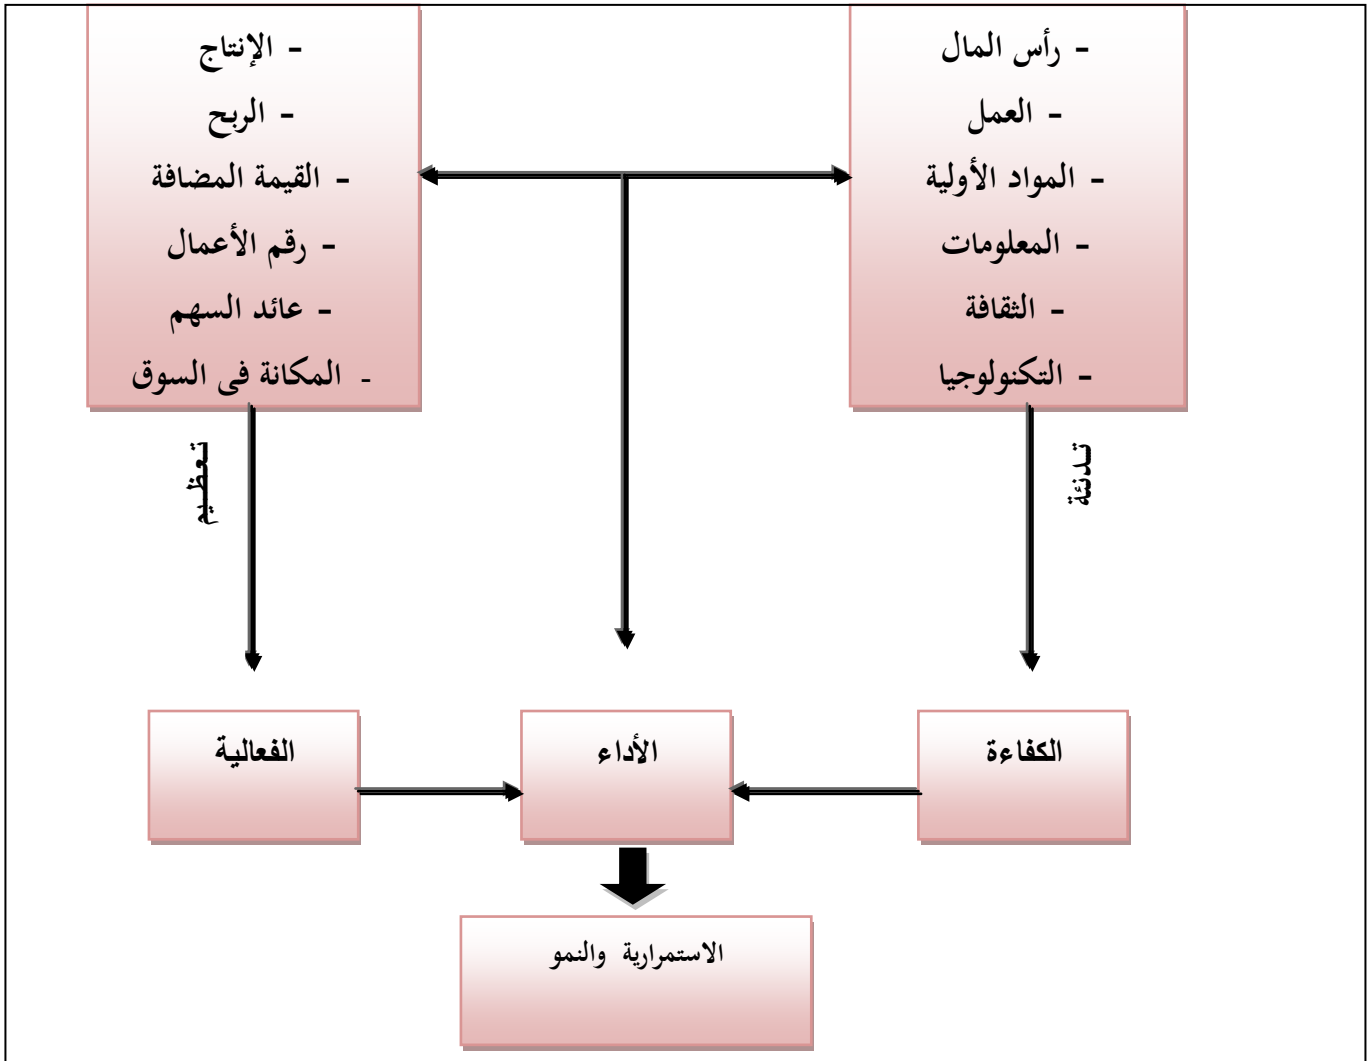 - رأس المال
- العمل
- المواد الأولية
- المعلومات
- الثقافة
- التكنولوجيا
- الإنتاج
- الربح
- القيمة المضافة
- رقم الأعمال
- عائد السهم
- المكانة في السوق
تدنئة
تعظيم
الكفاءة
الأداء
الفعالية
الاستمرارية والنمو